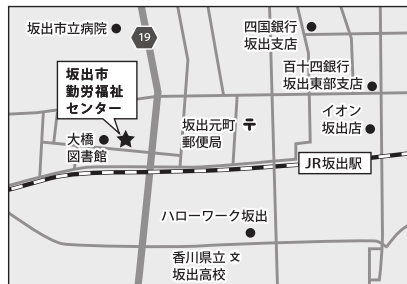 坂出市立病院
19
四国銀行
坂出支店
百十四銀行
坂出東部支店
坂出市
勤労福祉
センター
イオン
坂出店
坂出元町
郵便局
大橋
図書館
JR坂出駅
ハローワーク坂出
香川県立
坂出高校
文